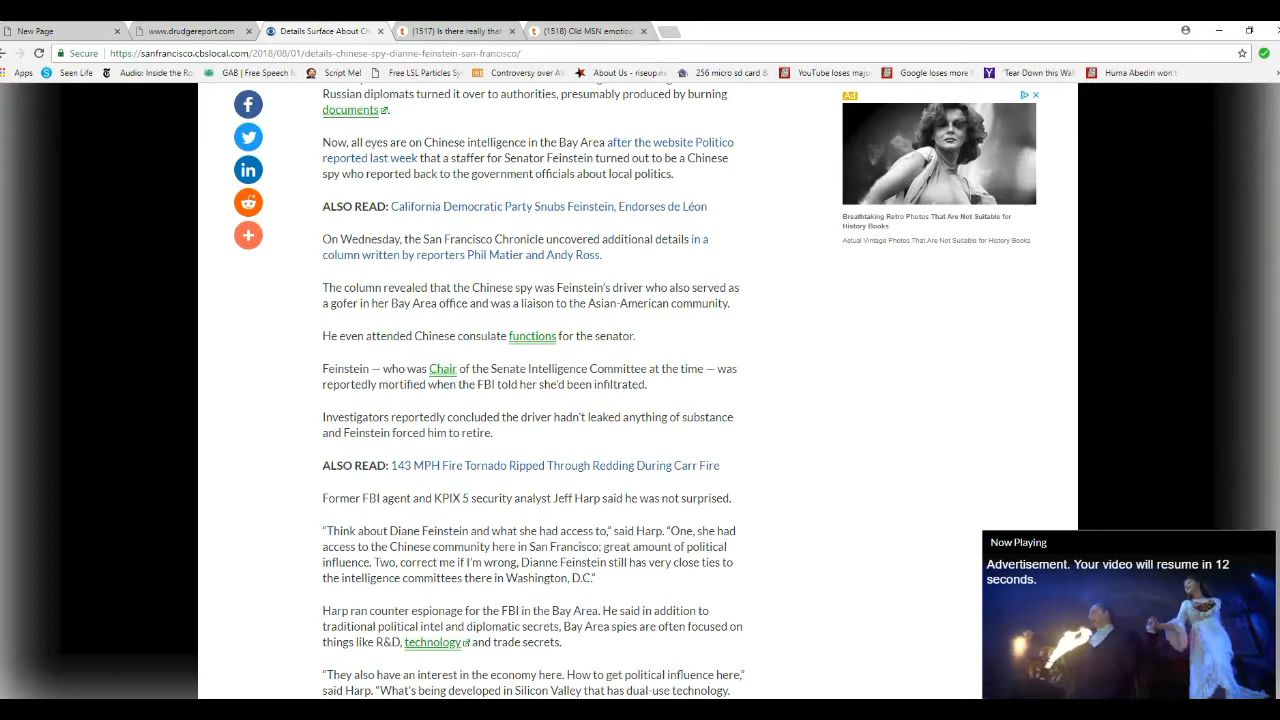 New Page
www.drudgereport.com
Details Surface About Ch
(1517) Is there really that
(1518) Old MSN emotico
Secure
https://sanfrancisco.cbslocal.com/2018/08/01/details-chinese-spy-dianne-feinstein-san-francisco/
Apps
Seen Life
Audio: Inside the Ro
GAB | Free Speech fo
Script Mel
Free LSL Particles Sy
Controversy over Ali
About Us - riseup.ne
256 micro sd card &
YouTube loses majo
Google loses more t
'Tear Down this Wall
Huma Abedin won't
Russian diplomats turned it over to authorities, presumably produced by burning
documents.
Now, all eyes are on Chinese intelligence in the Bay Area after the website Politico
reported last week that a staffer for Senator Feinstein turned out to be a Chinese
spy who reported back to the government officials about local politics.
ALSO READ: California Democratic Party Snubs Feinstein, Endorses de Léon
On Wednesday, the San Francisco Chronicle uncovered additional details in a
column written by reporters Phil Matier and Andy Ross.
The column revealed that the Chinese spy was Feinstein's driver who also served as
a gofer in her Bay Area office and was a liaison to the Asian-American community.
He even attended Chinese consulate functions for the senator.
Feinstein — who was Chair of the Senate Intelligence Committee at the time — was
reportedly mortified when the FBI told her she'd been infiltrated.
Investigators reportedly concluded the driver hadn't leaked anything of substance
and Feinstein forced him to retire.
ALSO READ: 143 MPH Fire Tornado Ripped Through Redding During Carr Fire
Former FBI agent and KPIX 5 security analyst Jeff Harp said he was not surprised.
"Think about Diane Feinstein and what she had access to," said Harp. "One, she had
access to the Chinese community here in San Francisco; great amount of political
influence. Two, correct me if I'm wrong, Dianne Feinstein still has very close ties to
the intelligence committees there in Washington, D.C."
Harp ran counter espionage for the FBI in the Bay Area. He said in addition to
traditional political intel and diplomatic secrets, Bay Area spies are often focused on
things like R&D, technology and trade secrets.
"They also have an interest in the economy here. How to get political influence here,"
said Harp. "What's being developed in Silicon Valley that has dual-use technology.
Ad
Breathtaking Retro Photos That Are Not Suitable for
History Books
Actual Vintage Photos That Are Not Suitable for History Books
Now Playing
Advertisement. Your video will resume in 12
seconds.